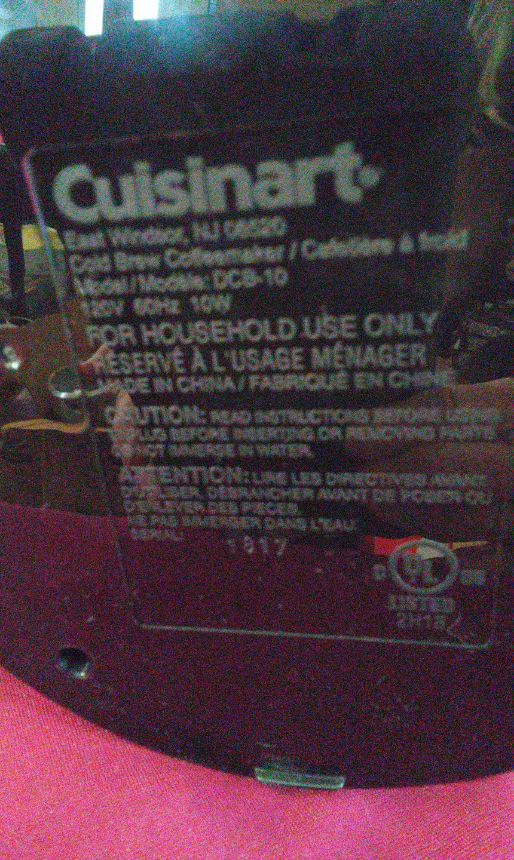 Cuisinart
East Windsor, NJ 08520
Cold Brew Coffeemaker / Cafetière à froid
Model / Modèle: DCB-10
120V 60Hz 10W
FOR HOUSEHOLD USE ONLY
RÉSERVÉ À L'USAGE MÉNAGER
MADE IN CHINA / FABRIQUÉ EN CHINE
CAUTION: READ INSTRUCTIONS BEFORE USING
UNPLUG BEFORE INSERTING OR REMOVING PARTS
DO NOT IMMERSE IN WATER.
ATTENTION: LIRE LES DIRECTIVES AVANT
D'UTILISER, DÉBRANCHER AVANT DE POSER OU
D'ENLEVER DES PIECES.
NE PAS IMMERGER DANS L'EAU.
SERIAL:
1817
C UL US
LISTED
2H18